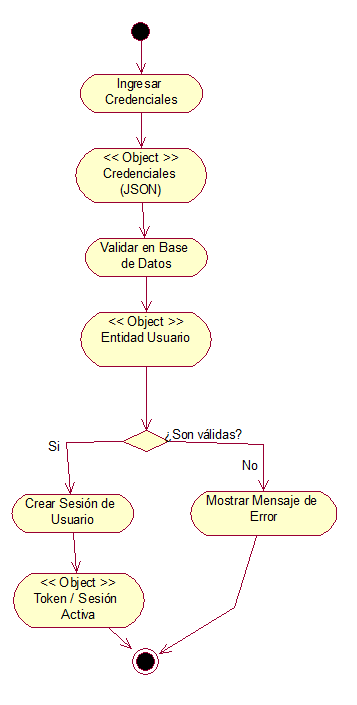 Ingresar
Credenciales
<< Object >>
Credenciales
(JSON)
Validar en Base
de Datos
<< Object >>
Entidad Usuario
¿Son válidas?
Si
No
Crear Sesión de
Usuario
Mostrar Mensaje de
Error
<< Object >>
Token / Sesión
Activa